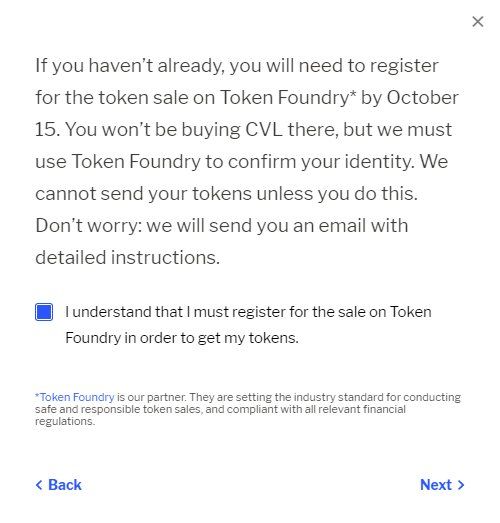 If you haven’t already, you will need to register
for the token sale on Token Foundry* by October
15. You won’t be buying CVL there, but we must
use Token Foundry to confirm your identity. We
cannot send your tokens unless you do this.
Don’t worry: we will send you an email with
detailed instructions.
I understand that I must register for the sale on Token
Foundry in order to get my tokens.
*Token Foundry is our partner. They are setting the industry standard for conducting
safe and responsible token sales, and compliant with all relevant financial
regulations.
Back Next